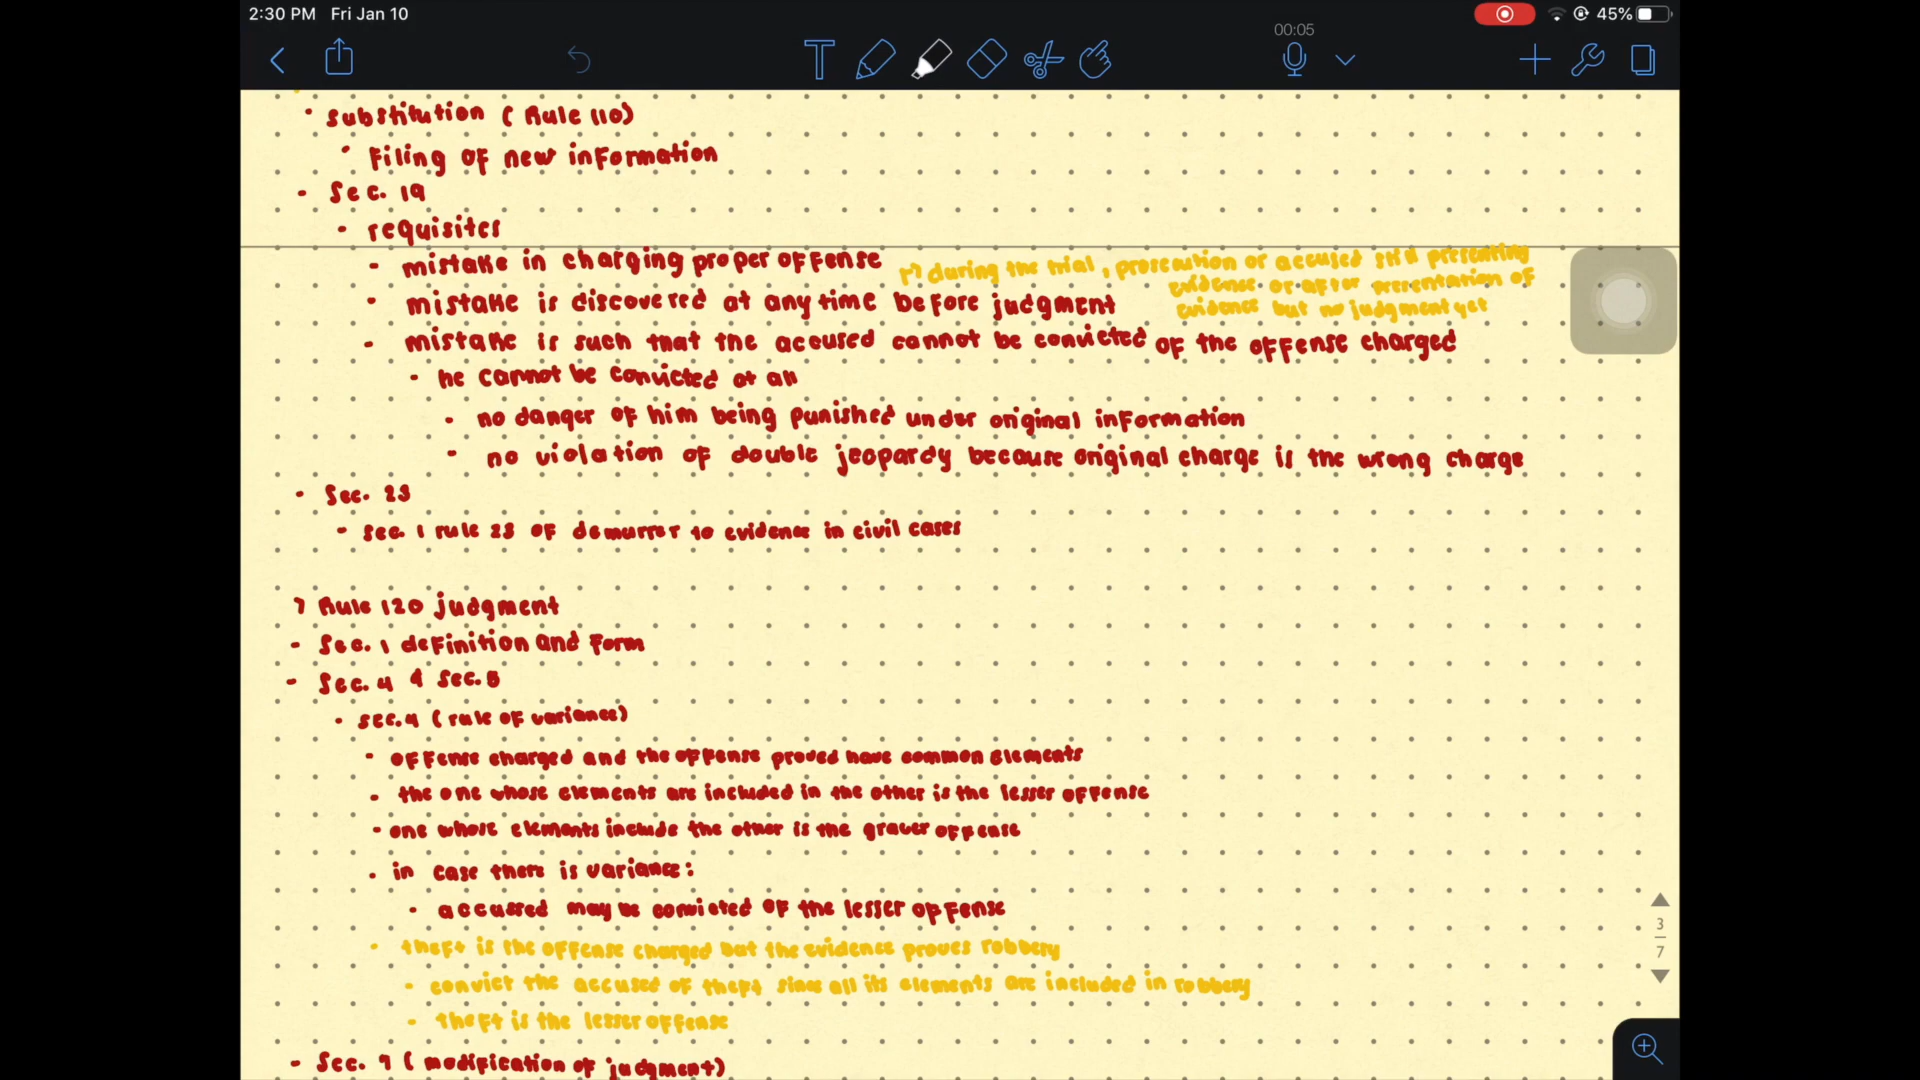 2:30 PM Fri Jan 10
45%
00:05
• substitution (Rule 110)
• filing of new information
- Sec. 19
• requisites
• mistake in charging proper offense
↱ during the trial, prosecution or accused still presenting
evidence or after presentation of
evidence but no judgment yet
• mistake is discovered at anytime before judgment
• mistake is such that the accused cannot be convicted of the offense charged
• he cannot be convicted at all
• no danger of him being punished under original information
• no violation of double jeopardy because original charge is the wrong charge
• Sec. 23
• Sec. 1 rule 23 of demurrer to evidence in civil cases
> Rule 120 judgment
- Sec. 1 definition and form
- Sec. 4 & Sec. 5
• sec. 4 (rule of variance)
• offense charged and the offense proved have common elements
• the one whose elements are included in the other is the lesser offense
• one whose elements include the other is the graver offense
• in case there is variance:
• accussed may be convicted of the lesser offense
• theft is the offense charged but the evidence proves robbery
• convict the accused of theft since all its elements are included in robbery
• theft is the lesser offense
- Sec. 7 (modification of judgment)
3
7